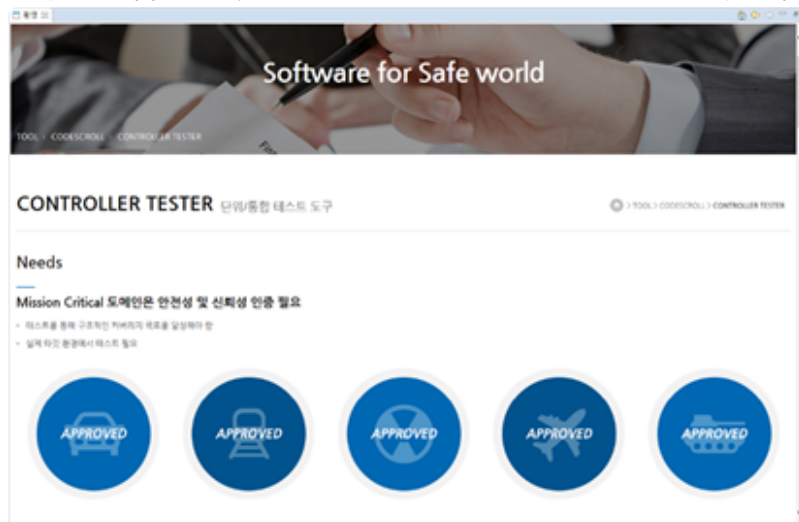 환영
Software for Safe world
TOOL > CODESCROLL > CONTROLLER TESTER
CONTROLLER TESTER 단위/통합 테스트 도구
> TOOL > CODESCROLL > CONTROLLER TESTER
Needs
Mission Critical 도메인은 안전성 및 신뢰성 인증 필요
테스트를 통해 구조적인 커버리지 목표를 달성해야 함
실제 타깃 환경에서 테스트 필요
APPROVED APPROVED APPROVED APPROVED APPROVED